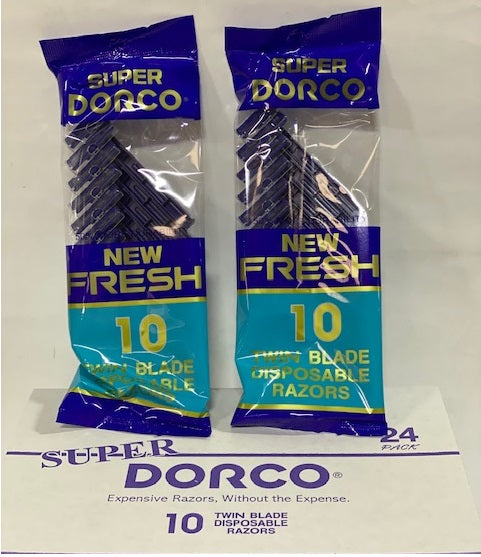 SUPER
DORCO
NEW
FRESH
10
TWIN BLADE
DISPOSABLE
SUPER
DORCO
NEW
FRESH
10
TWIN BLADE
DISPOSABLE
RAZORS
24
PACK
SUPER
DORCO®
Expensive Razors, Without the Expense.
10 TWIN BLADE
DISPOSABLE
RAZORS